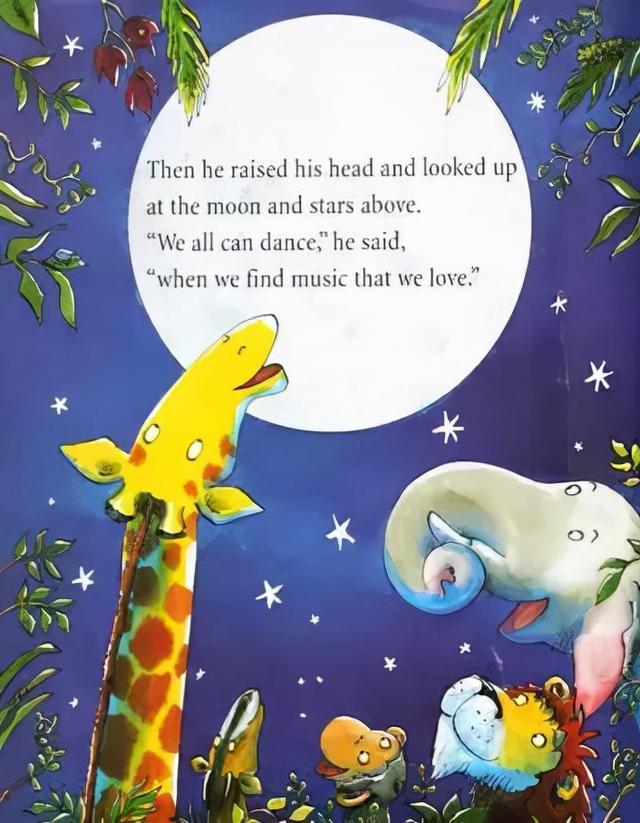 Then he raised his head and looked up
at the moon and stars above.
“We all can dance,” he said,
“when we find music that we love.”